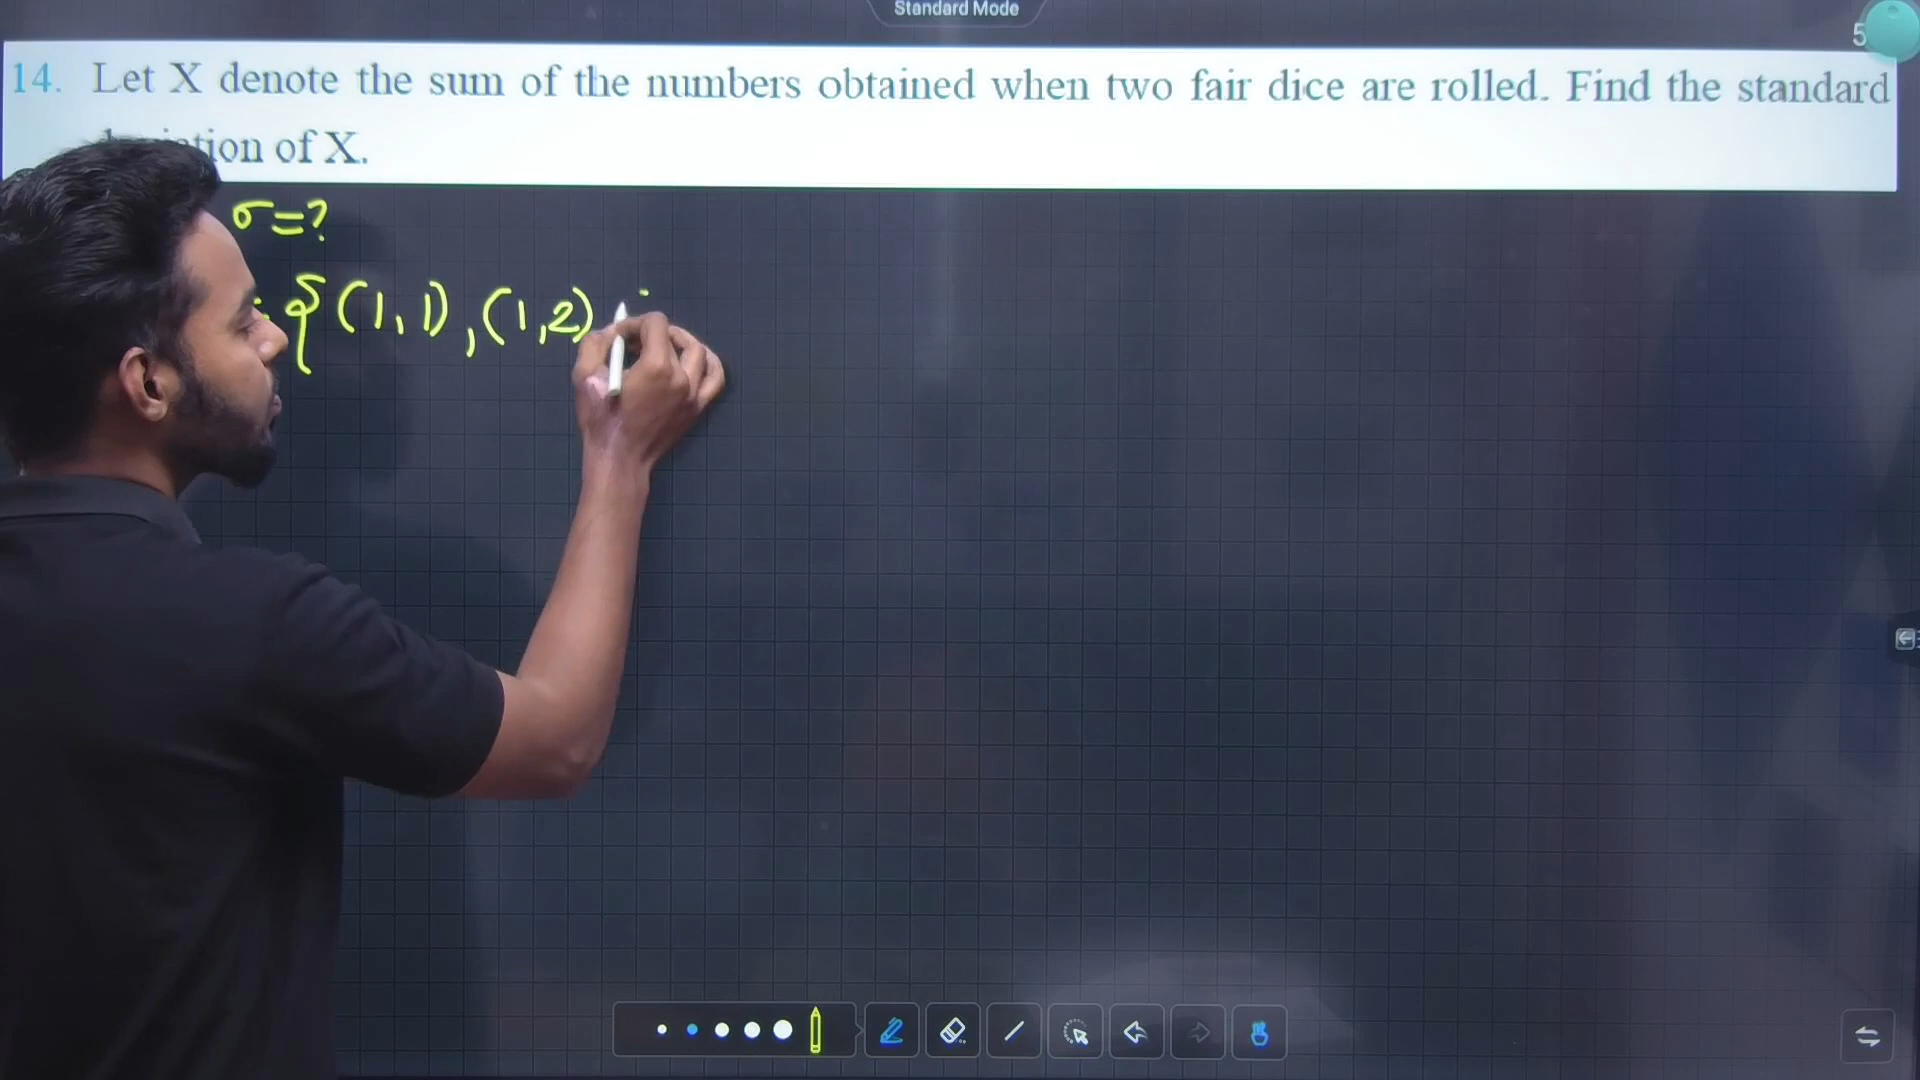 Standard Mode
5
14. Let X denote the sum of the numbers obtained when two fair dice are rolled. Find the standard
of X.
σ=?
{(1,1),(1,2)